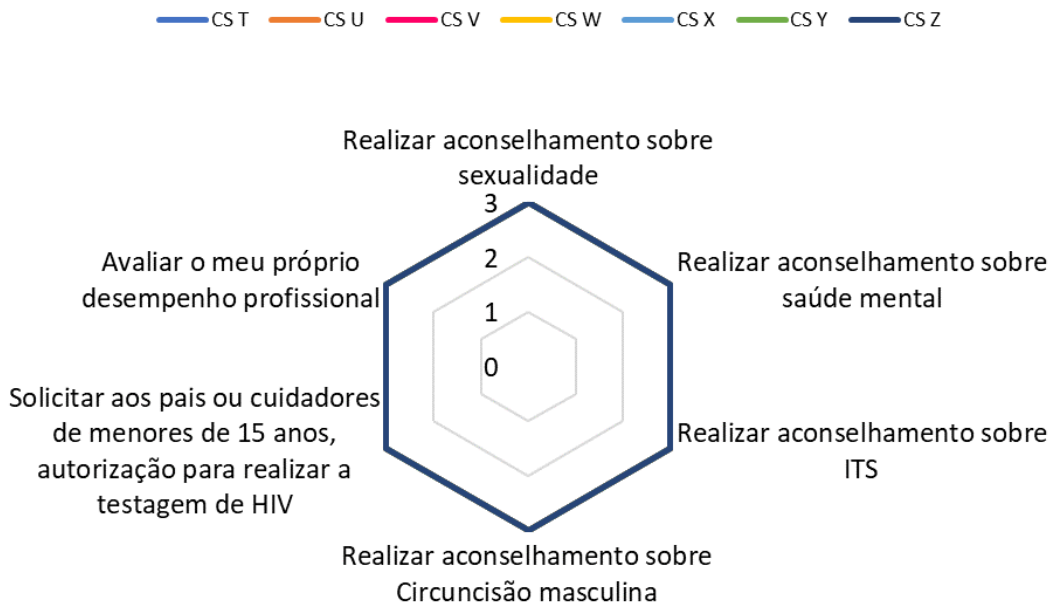 CS T CS U CS V CS W CS X CS Y CS Z
Realizar aconselhamento sobre
sexualidade
3
2
1
0
Realizar aconselhamento sobre
saúde mental
Realizar aconselhamento sobre
ITS
Realizar aconselhamento sobre
Circuncisão masculina
Solicitar aos pais ou cuidadores
de menores de 15 anos,
autorização para realizar a
testagem de HIV
Avaliar o meu próprio
desempenho profissional